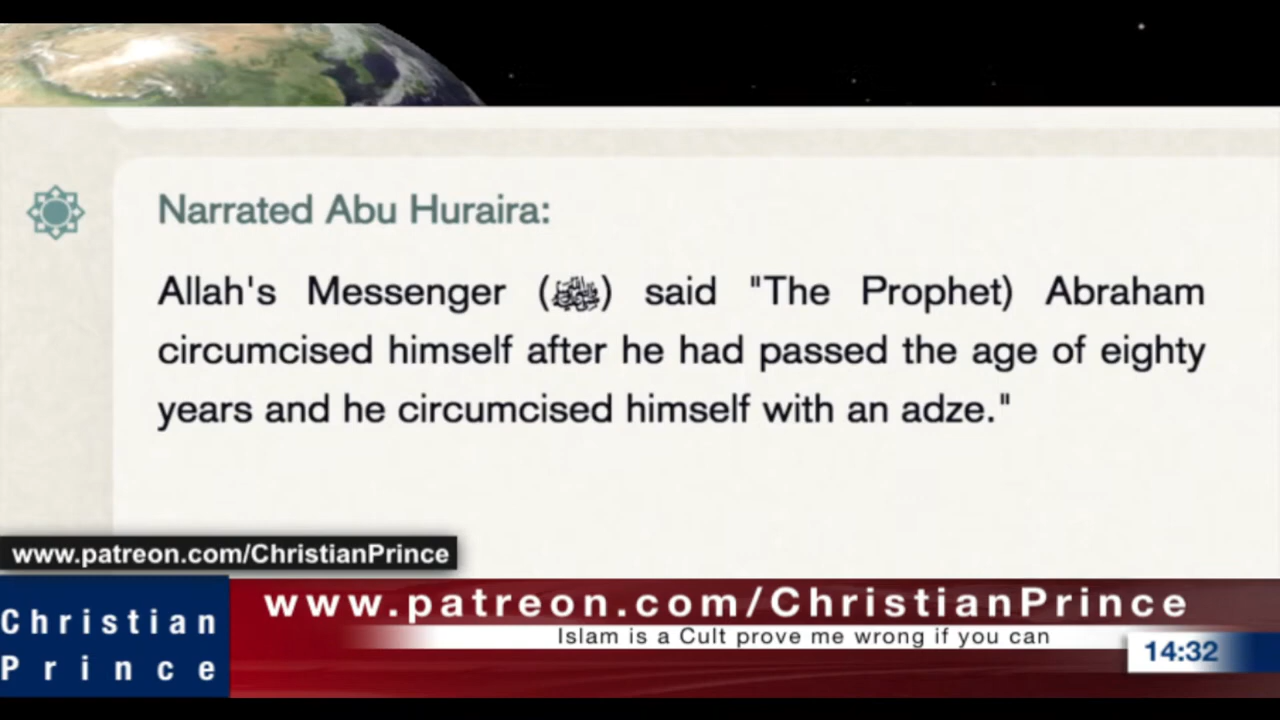 Narrated Abu Huraira:
Allah's Messenger (ﷺ) said "The Prophet) Abraham
circumcised himself after he had passed the age of eighty
years and he circumcised himself with an adze."
www.patreon.com/ChristianPrince
Christian
Prince
www.patreon.com/ChristianPrince
Islam is a Cult prove me wrong if you can
14:32